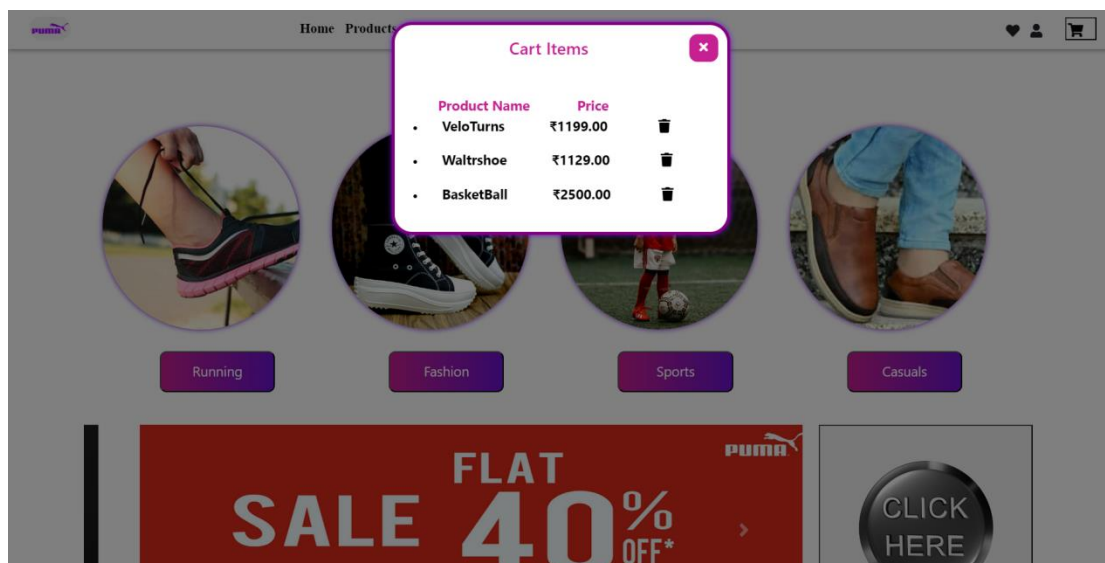 PUMA
Home Products
Cart Items
Product Name Price
• VeloTurns ₹1199.00
• Waltrshoe ₹1129.00
• BasketBall ₹2500.00
Running Fashion Sports Casuals
PUMA
FLAT
SALE 40% OFF*
CLICK
HERE